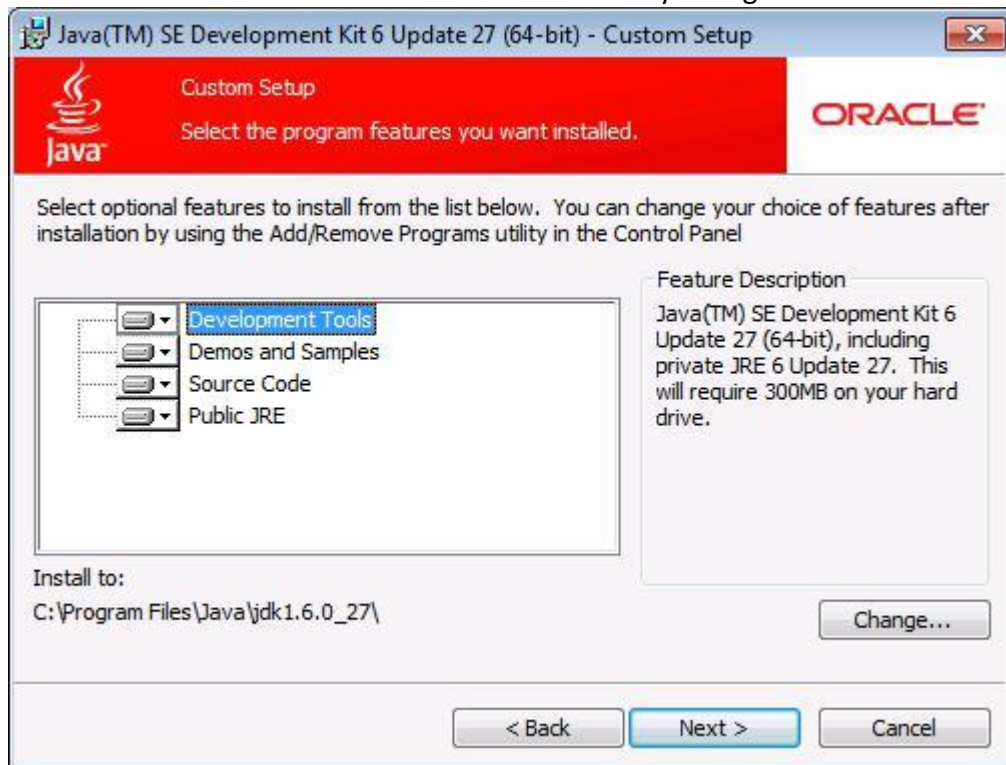 Java(TM) SE Development Kit 6 Update 27 (64-bit) - Custom Setup
Custom Setup
Select the program features you want installed.
Java
ORACLE
Select optional features to install from the list below. You can change your choice of features after
installation by using the Add/Remove Programs utility in the Control Panel
Development Tools
Demos and Samples
Source Code
Public JRE
Feature Description
Java(TM) SE Development Kit 6
Update 27 (64-bit), including
private JRE 6 Update 27. This
will require 300MB on your hard
drive.
Install to:
C:\Program Files\Java\jdk1.6.0_27\
Change...
< Back
Next >
Cancel